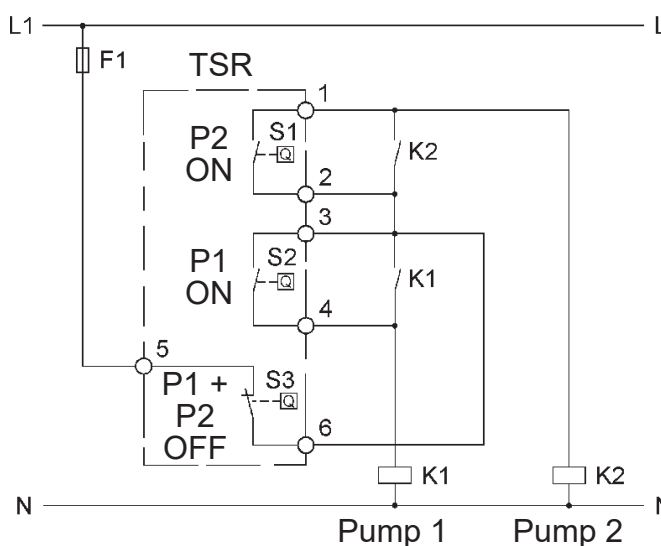 L1 L
F1
TSR
1
P2
ON
S1
Q
K2
2
3
P1
ON
S2
Q
K1
4
5
P1 +
P2
OFF
S3
Q
6
K1
K2
N N
Pump 1 Pump 2